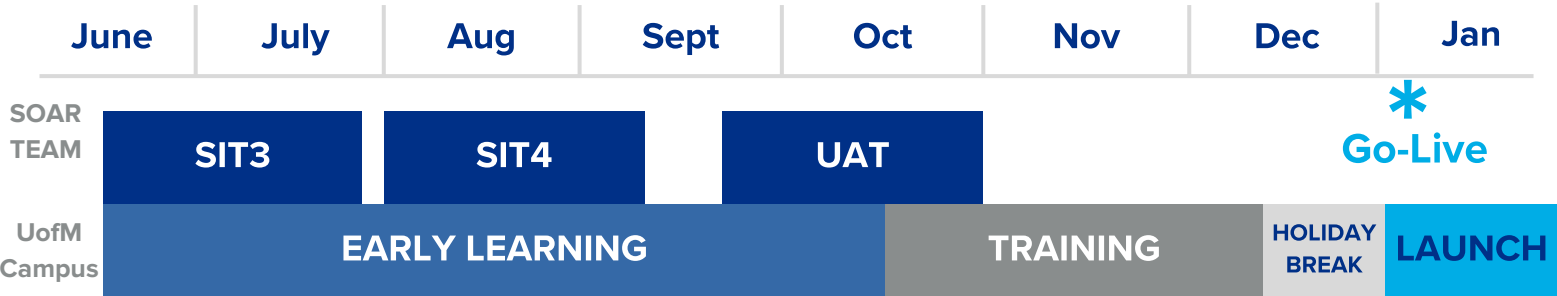 June July Aug Sept Oct Nov Dec Jan
SOAR
TEAM
SIT3 SIT4 UAT
*
Go-Live
UofM
Campus
EARLY LEARNING TRAINING
HOLIDAY
BREAK
LAUNCH